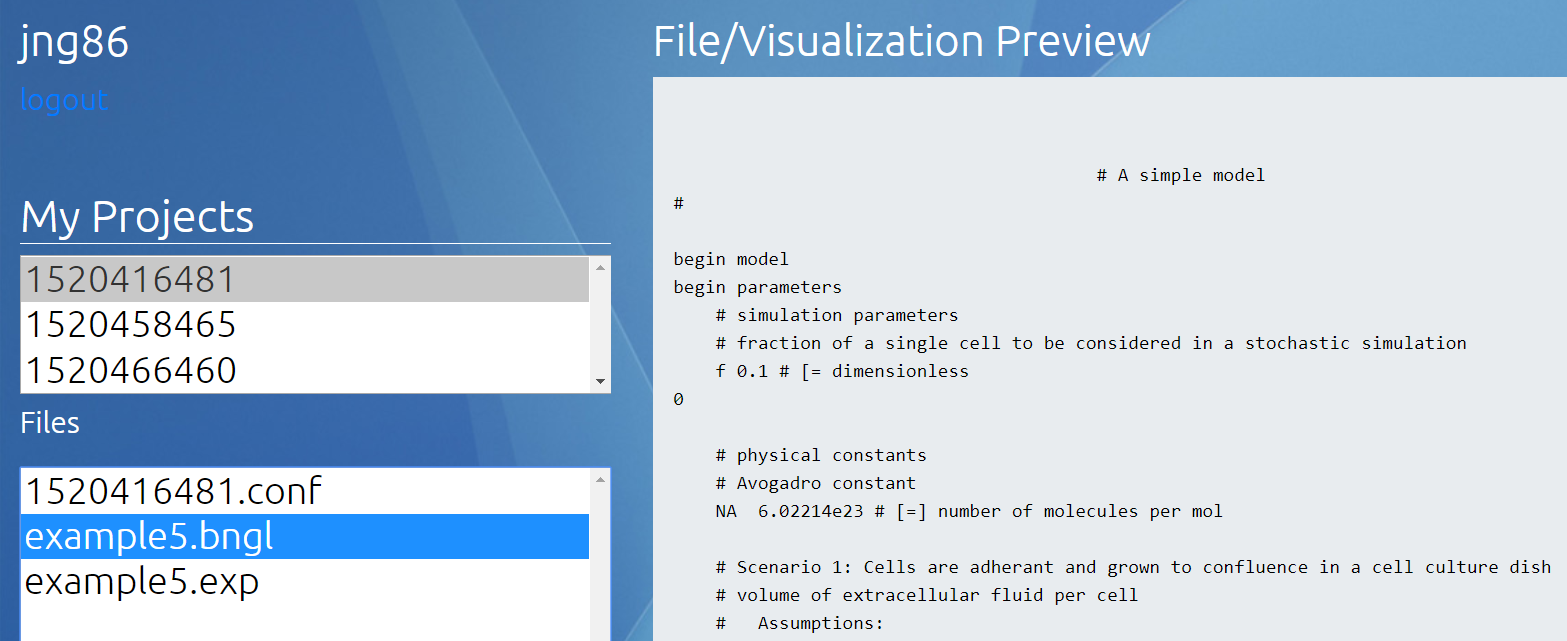 jng86
logout
My Projects
1520416481
1520458465
1520466460
Files
1520416481.conf
example5.bngl
example5.exp
File/Visualization Preview
# A simple model
#
begin model
begin parameters
# simulation parameters
# fraction of a single cell to be considered in a stochastic simulation
f 0.1 # [= dimensionless
0
# physical constants
# Avogadro constant
NA  6.02214e23 # [=] number of molecules per mol
# Scenario 1: Cells are adherant and grown to confluence in a cell culture dish
# volume of extracellular fluid per cell
#   Assumptions: